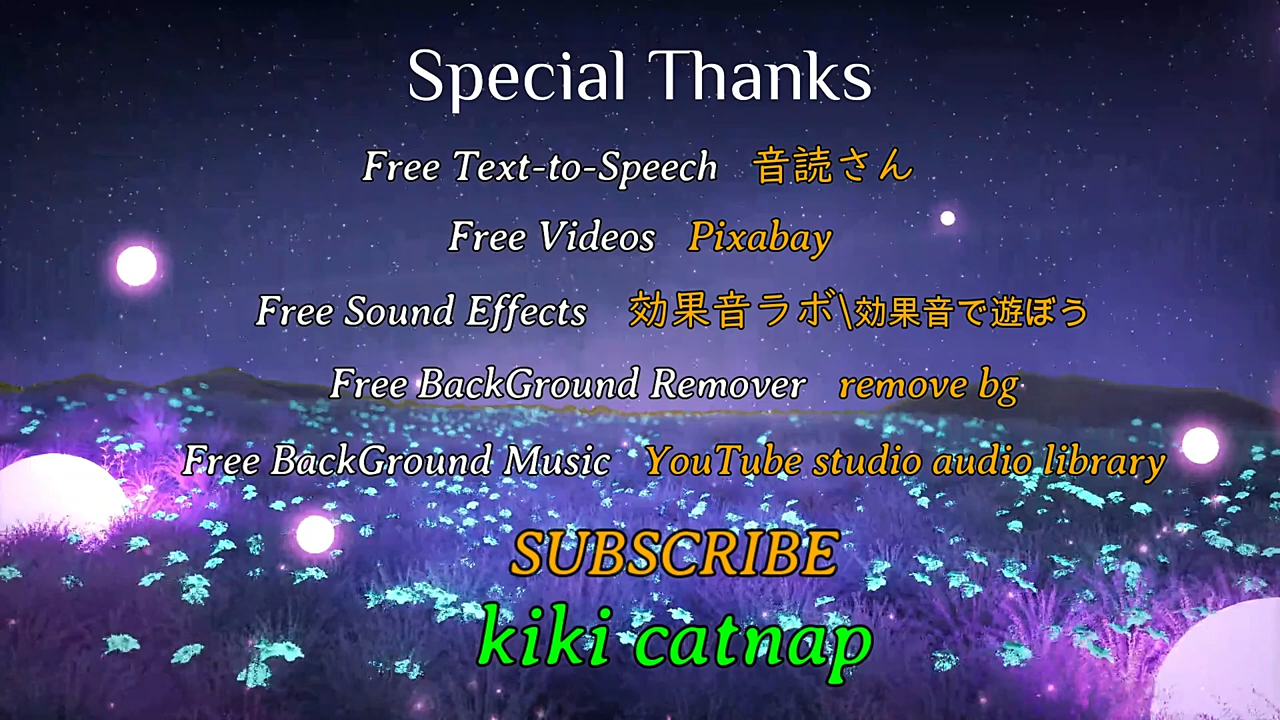 Special Thanks
Free Text-to-Speech 音読さん
Free Videos Pixabay
Free Sound Effects 効果音ラボ\効果音で遊ぼう
Free BackGround Remover remove bg
Free BackGround Music YouTube studio audio library
SUBSCRIBE
kiki catnap